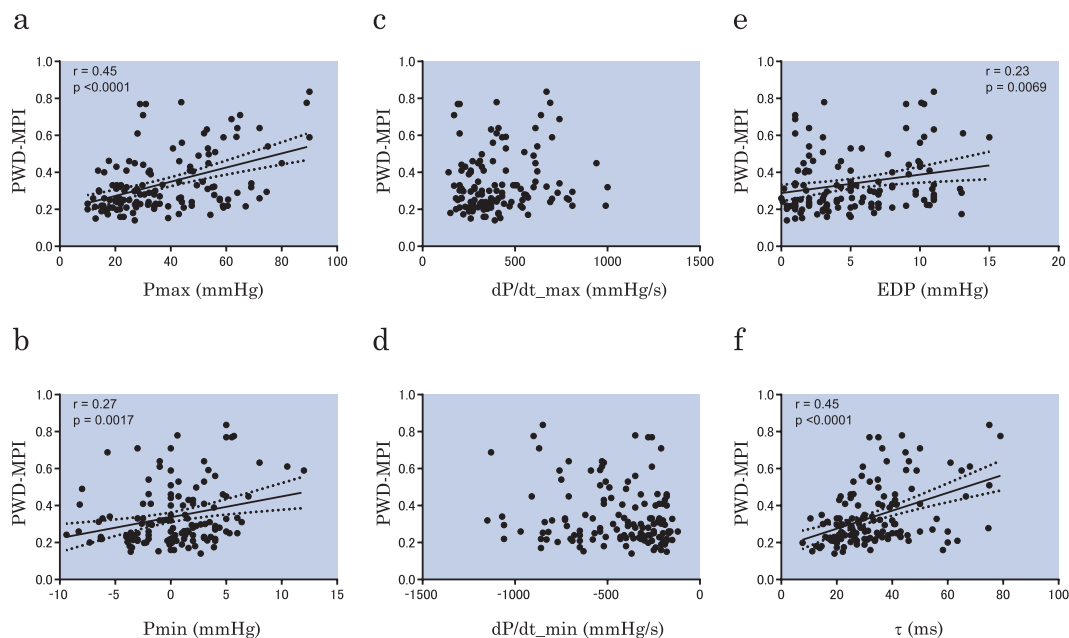 a
r = 0.45
p <0.0001
PWD-MPI
1.0
0.8
0.6
0.4
0.2
0.0
0 20 40 60 80 100
Pmax (mmHg)
c
PWD-MPI
1.0
0.8
0.6
0.4
0.2
0.0
0 500 1000 1500
dP/dt_max (mmHg/s)
e
r = 0.23
p = 0.0069
PWD-MPI
1.0
0.8
0.6
0.4
0.2
0.0
0 5 10 15 20
EDP (mmHg)
b
r = 0.27
p = 0.0017
PWD-MPI
1.0
0.8
0.6
0.4
0.2
0.0
-10 -5 0 5 10 15
Pmin (mmHg)
d
PWD-MPI
1.0
0.8
0.6
0.4
0.2
0.0
-1500 -1000 -500 0
dP/dt_min (mmHg/s)
f
r = 0.45
p <0.0001
PWD-MPI
1.0
0.8
0.6
0.4
0.2
0.0
0 20 40 60 80 100
τ (ms)